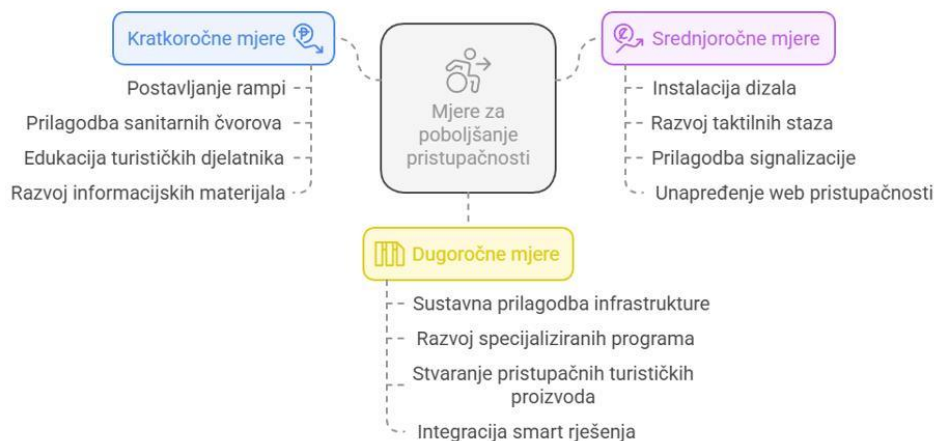 Kratkoročne mjere
Postavljanje rampi
Prilagodba sanitarnih čvorova
Edukacija turističkih djelatnika
Razvoj informacijskih materijala
Mjere za
poboljšanje
pristupačnosti
Srednjoročne mjere
Instalacija dizala
Razvoj taktilnih staza
Prilagodba signalizacije
Unapređenje web pristupačnosti
Dugoročne mjere
Sustavna prilagodba infrastrukture
Razvoj specijaliziranih programa
Stvaranje pristupačnih turističkih
proizvoda
Integracija smart rješenja